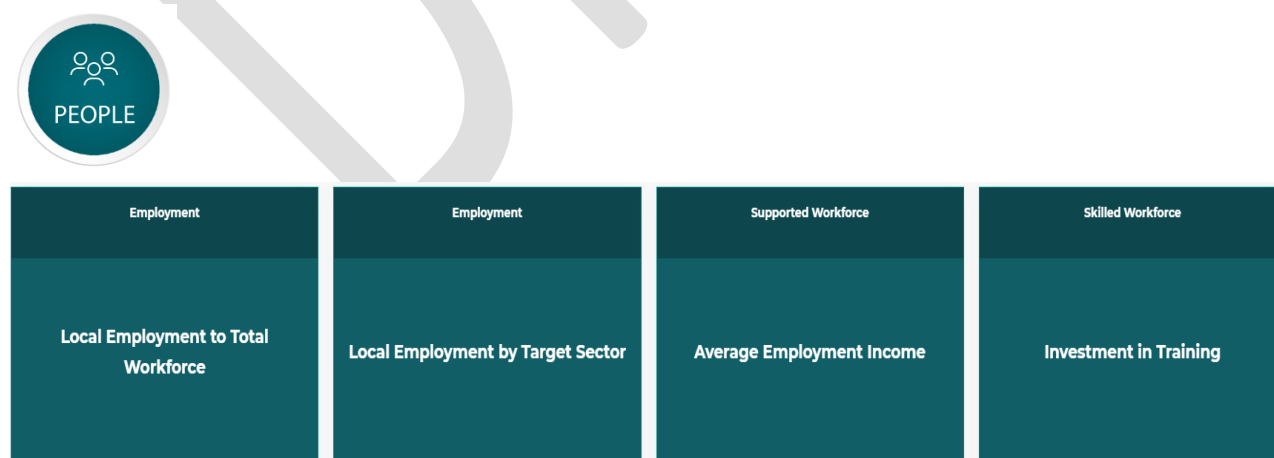 PEOPLE
Employment
Local Employment to Total
Workforce
Employment
Local Employment by Target Sector
Supported Workforce
Average Employment Income
Skilled Workforce
Investment in Training